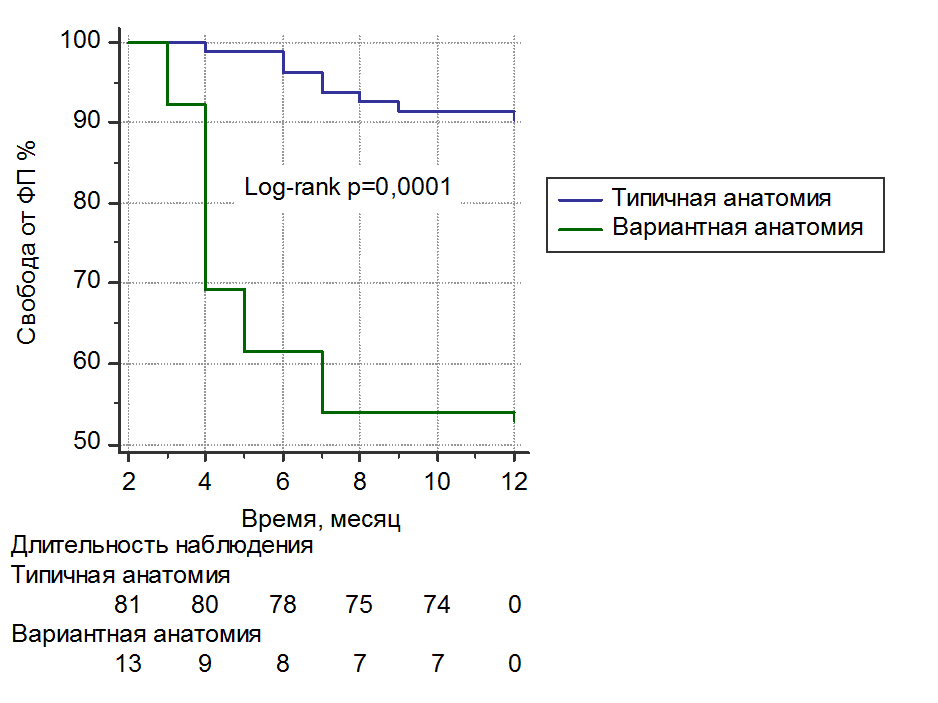 Свобода от ФП %
100
90
80
70
60
50
Log-rank p=0,0001
Типичная анатомия
Вариантная анатомия
2 4 6 8 10 12
Время, месяц
Длительность наблюдения
Типичная анатомия
81 80 78 75 74 0
Вариантная анатомия
13 9 8 7 7 0